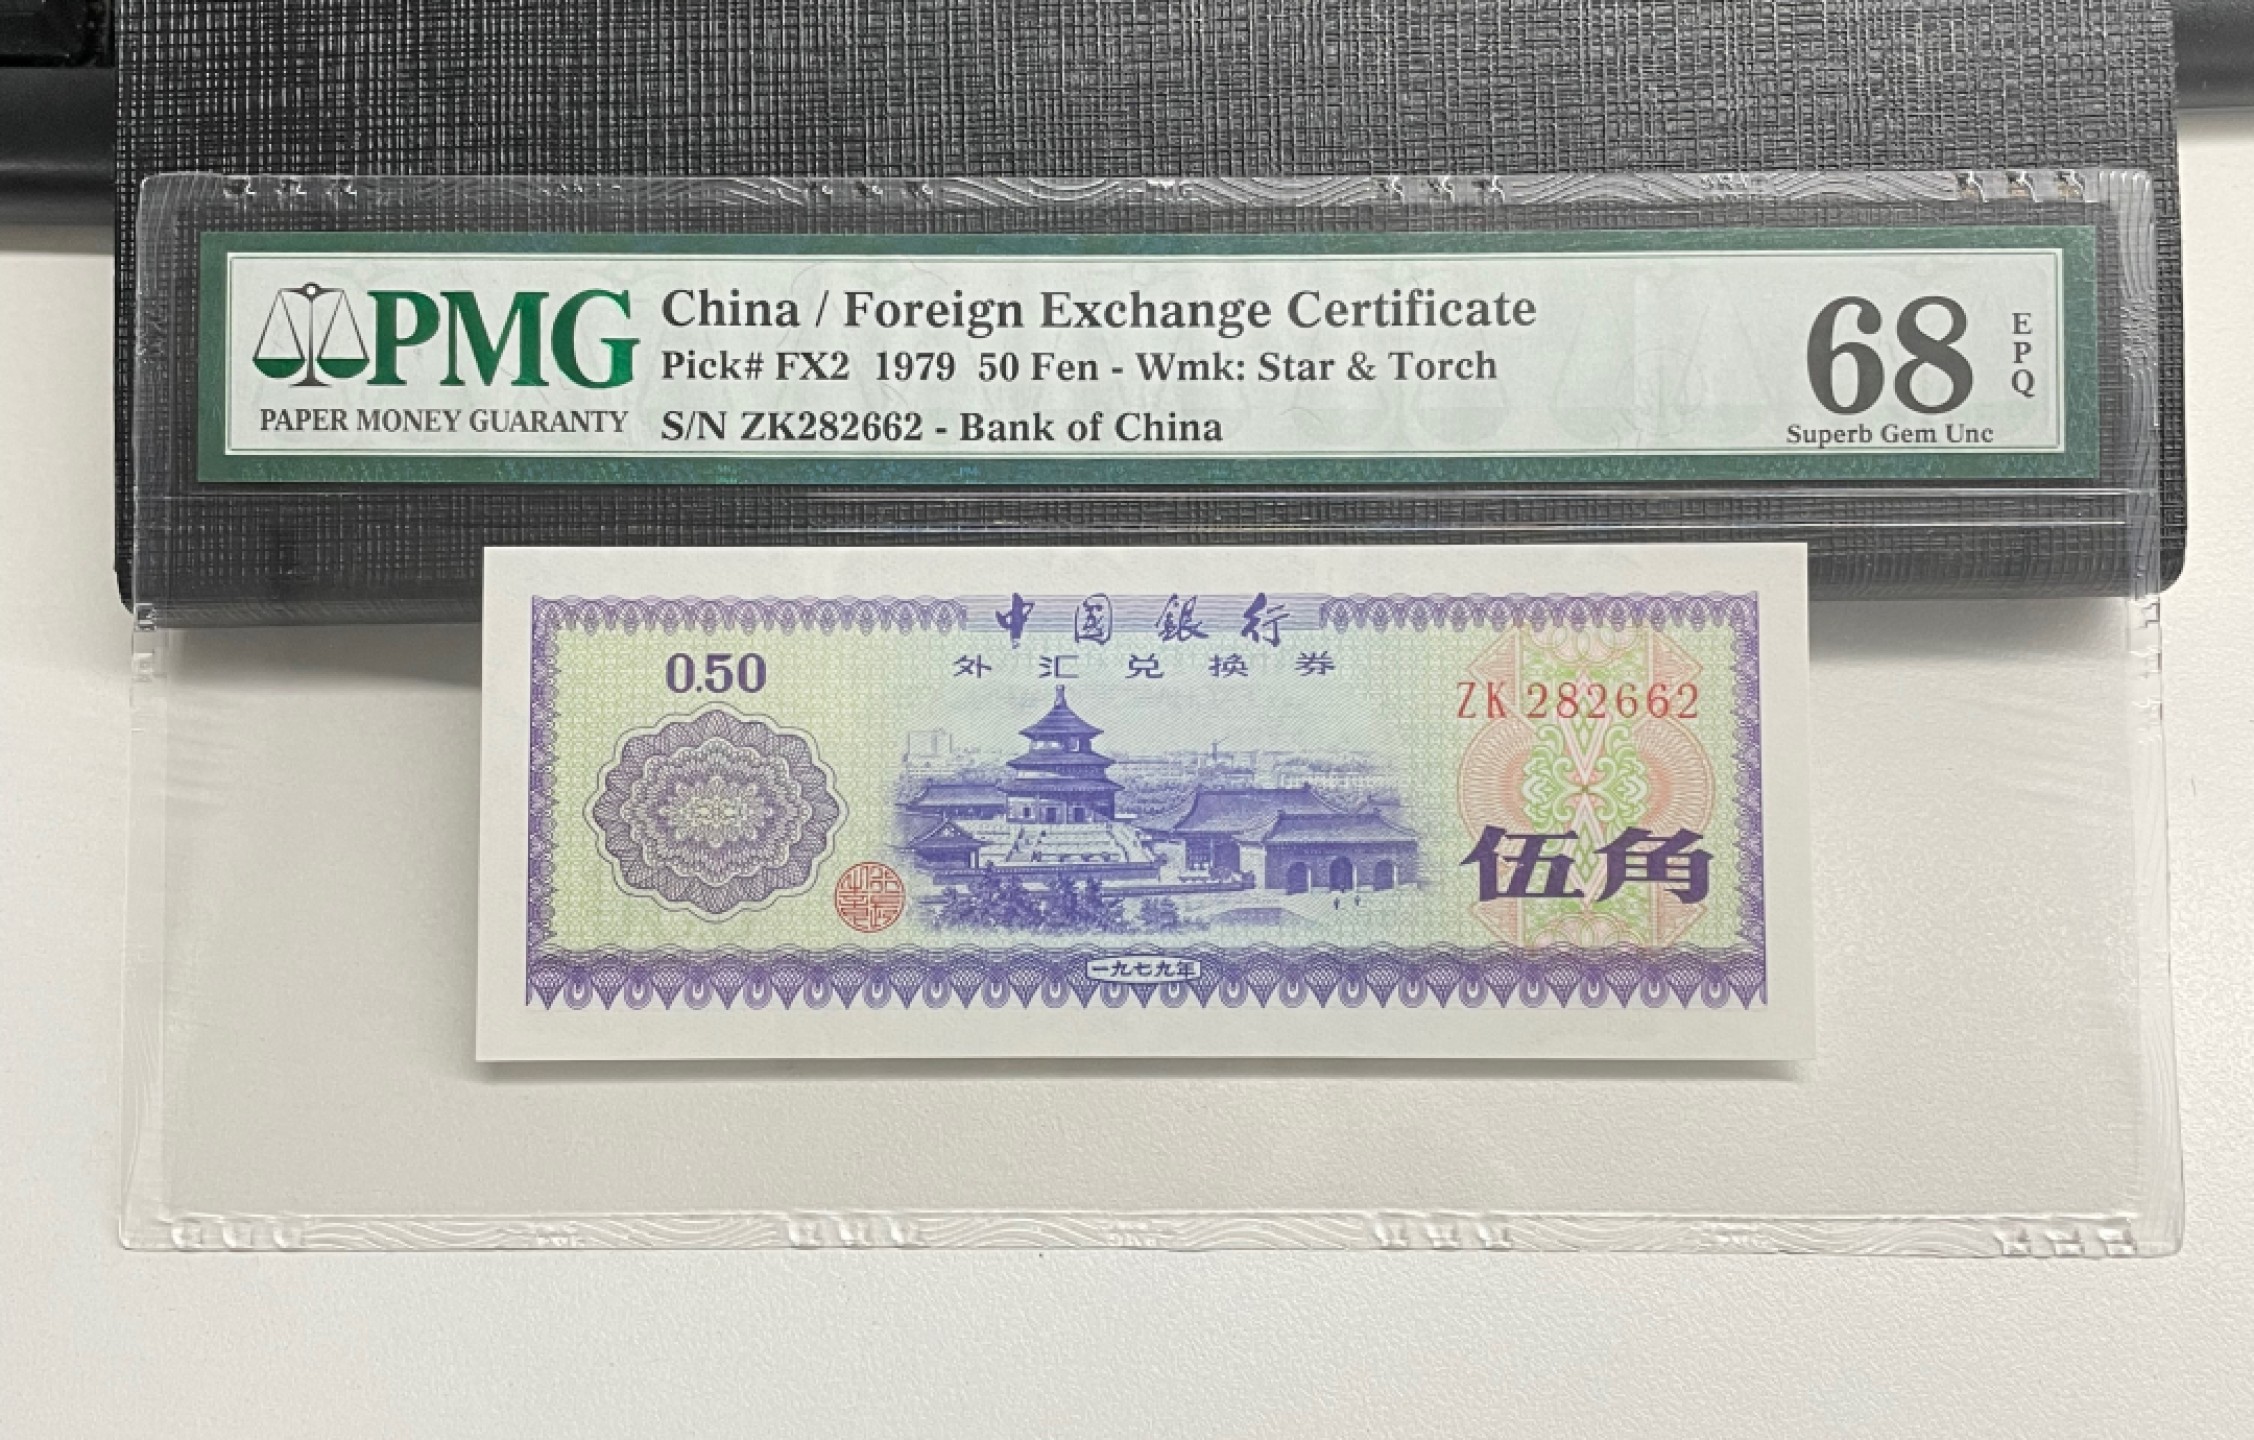 PMG
PAPER MONEY GUARANTY
China / Foreign Exchange Certificate
Pick# FX2 1979 50 Fen - Wmk: Star & Torch
S/N ZK282662 - Bank of China
68
EPQ
Superb Gem Unc
中国銀行
外汇兑换券
0.50
ZK 282662
伍角
一九七九年